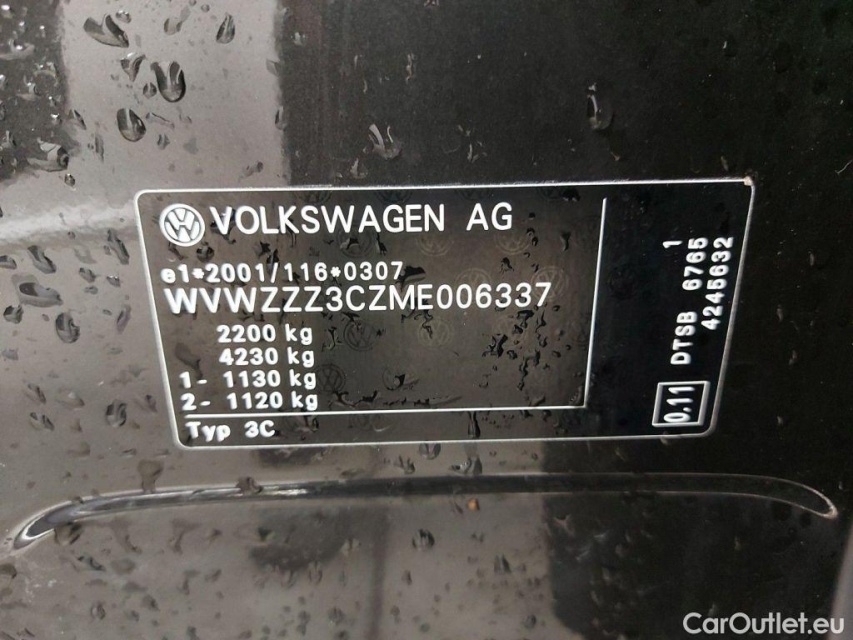 VOLKSWAGEN AG
e1*2001/116*0307
WVWZZZ3CZME006337
2200 kg
4230 kg
1- 1130 kg
2- 1120 kg
Typ 3C
1
DTSB 6765
4245632
0.11
CarOutlet.eu